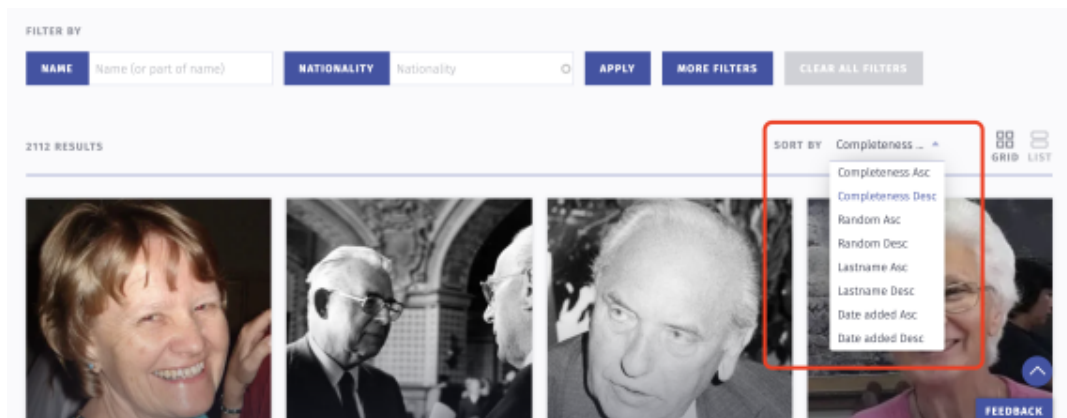 FILTER BY
NAME Name (or part of name) NATIONALITY Nationality APPLY MORE FILTERS CLEAR ALL FILTERS
2112 RESULTS SORT BY Completeness ... GRID LIST
Completeness Asc
Completeness Desc
Random Asc
Random Desc
Lastname Asc
Lastname Desc
Date added Asc
Date added Desc
FEEDBACK